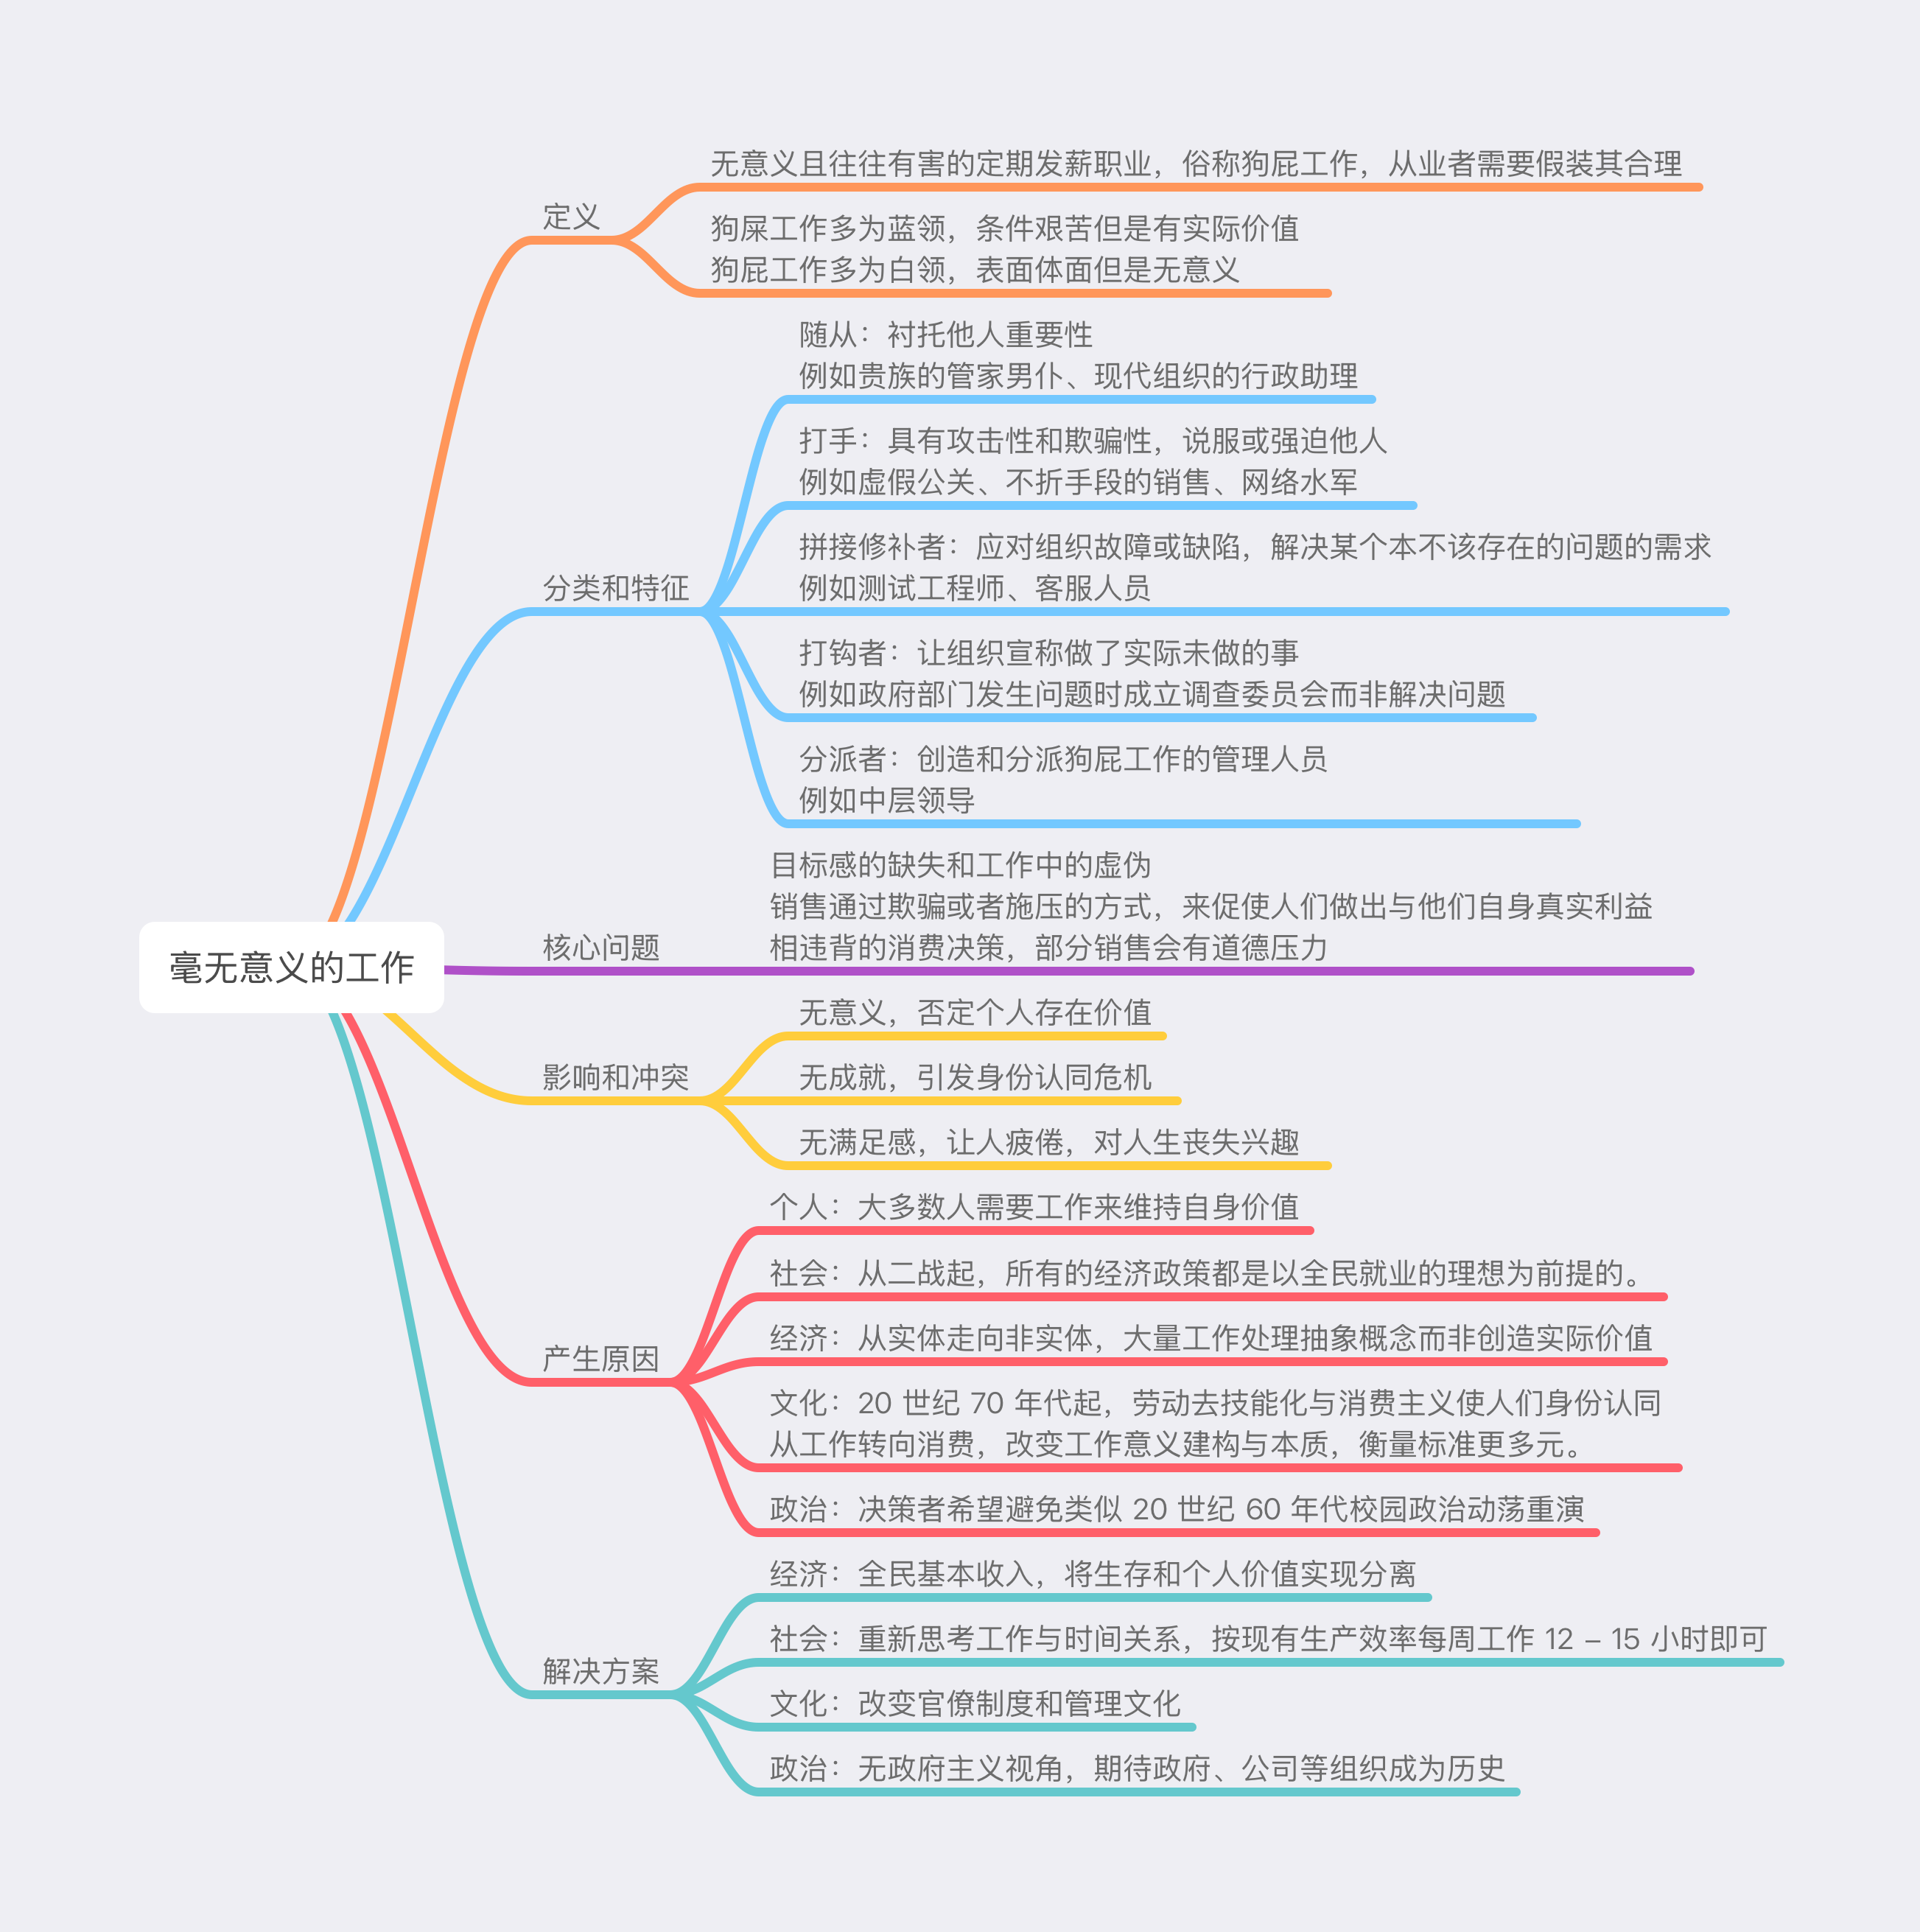 毫无意义的工作
定义
无意义且往往有害的定期发薪职业，俗称狗屁工作，从业者需要假装其合理
狗屎工作多为蓝领，条件艰苦但是有实际价值
狗屁工作多为白领，表面体面但是无意义
分类和特征
随从：衬托他人重要性
例如贵族的管家男仆、现代组织的行政助理
打手：具有攻击性和欺骗性，说服或强迫他人
例如虚假公关、不折手段的销售、网络水军
拼接修补者：应对组织故障或缺陷，解决某个本不该存在的问题的需求
例如测试工程师、客服人员
打钩者：让组织宣称做了实际未做的事
例如政府部门发生问题时成立调查委员会而非解决问题
分派者：创造和分派狗屁工作的管理人员
例如中层领导
核心问题
目标感的缺失和工作中的虚伪
销售通过欺骗或者施压的方式，来促使人们做出与他们自身真实利益
相违背的消费决策，部分销售会有道德压力
影响和冲突
无意义，否定个人存在价值
无成就，引发身份认同危机
无满足感，让人疲倦，对人生丧失兴趣
产生原因
个人：大多数人需要工作来维持自身价值
社会：从二战起，所有的经济政策都是以全民就业的理想为前提的。
经济：从实体走向非实体，大量工作处理抽象概念而非创造实际价值
文化：20 世纪 70 年代起，劳动去技能化与消费主义使人们身份认同
从工作转向消费，改变工作意义建构与本质，衡量标准更多元。
政治：决策者希望避免类似 20 世纪 60 年代校园政治动荡重演
解决方案
经济：全民基本收入，将生存和个人价值实现分离
社会：重新思考工作与时间关系，按现有生产效率每周工作 12 – 15 小时即可
文化：改变官僚制度和管理文化
政治：无政府主义视角，期待政府、公司等组织成为历史